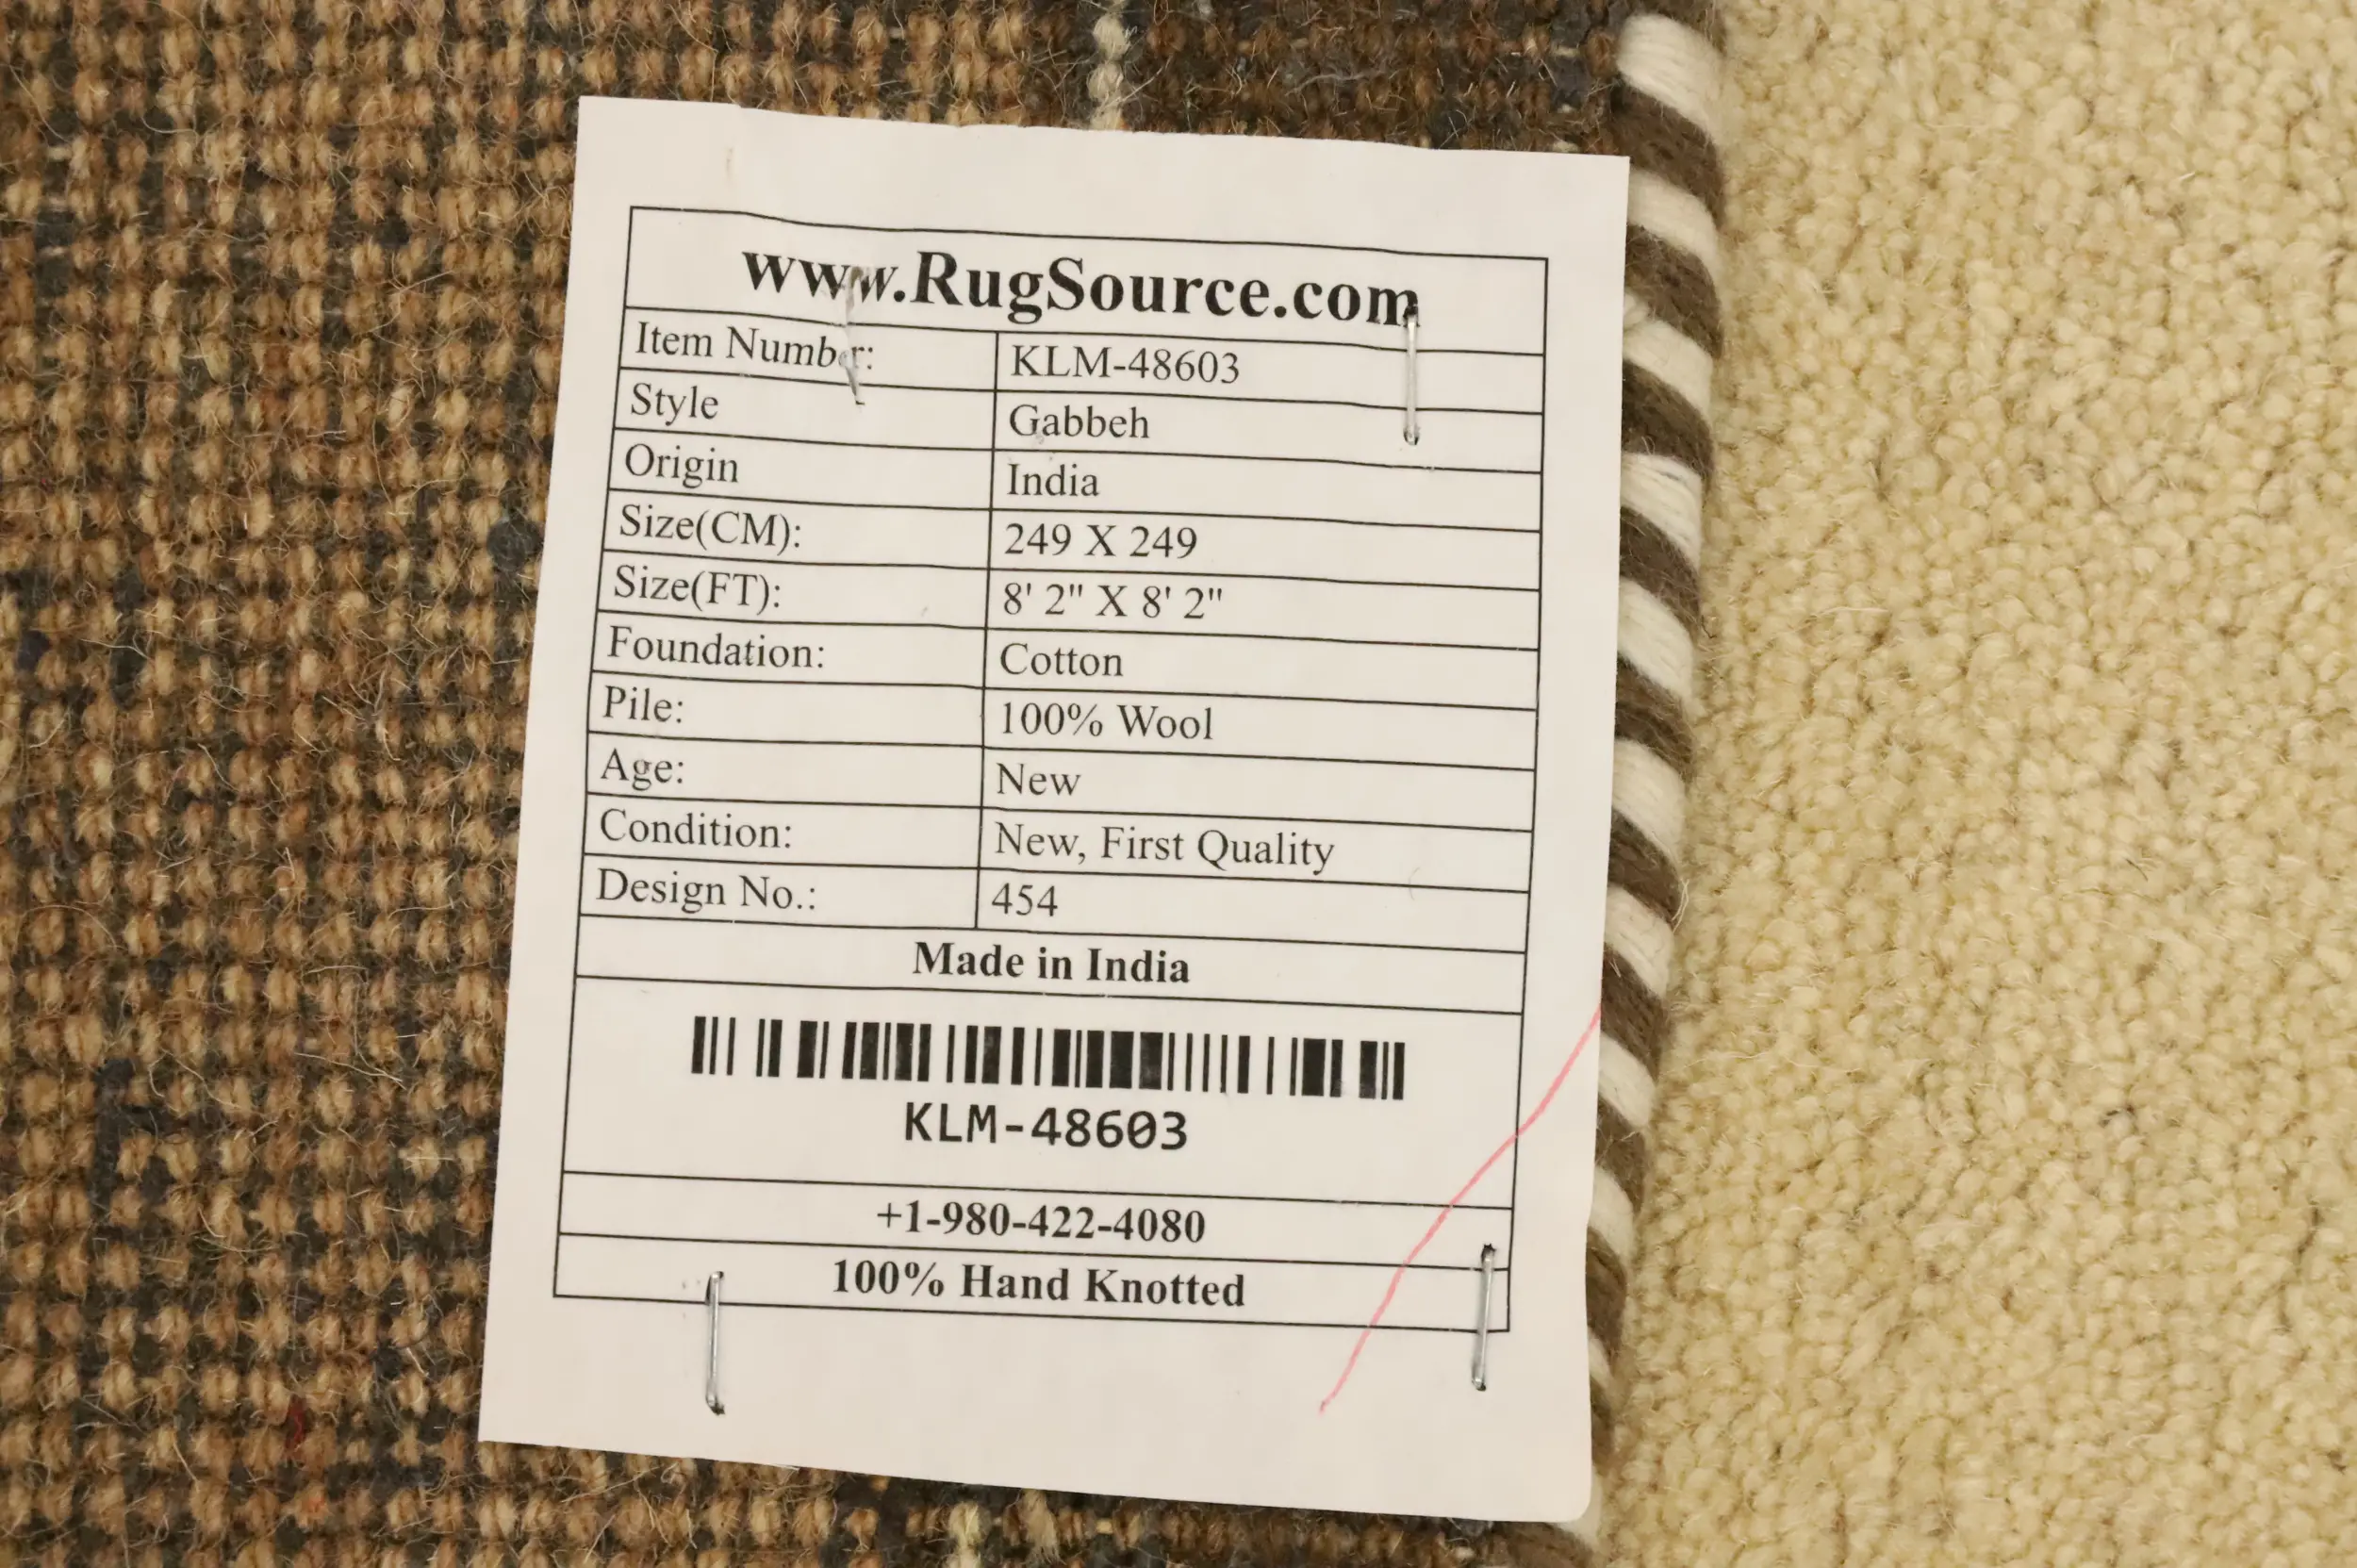 www.RugSource.com
Item Number: KLM-48603
Style Gabbeh
Origin India
Size(CM): 249 X 249
Size(FT): 8' 2" X 8' 2"
Foundation: Cotton
Pile: 100% Wool
Age: New
Condition: New, First Quality
Design No.: 454
Made in India
KLM-48603
+1-980-422-4080
100% Hand Knotted